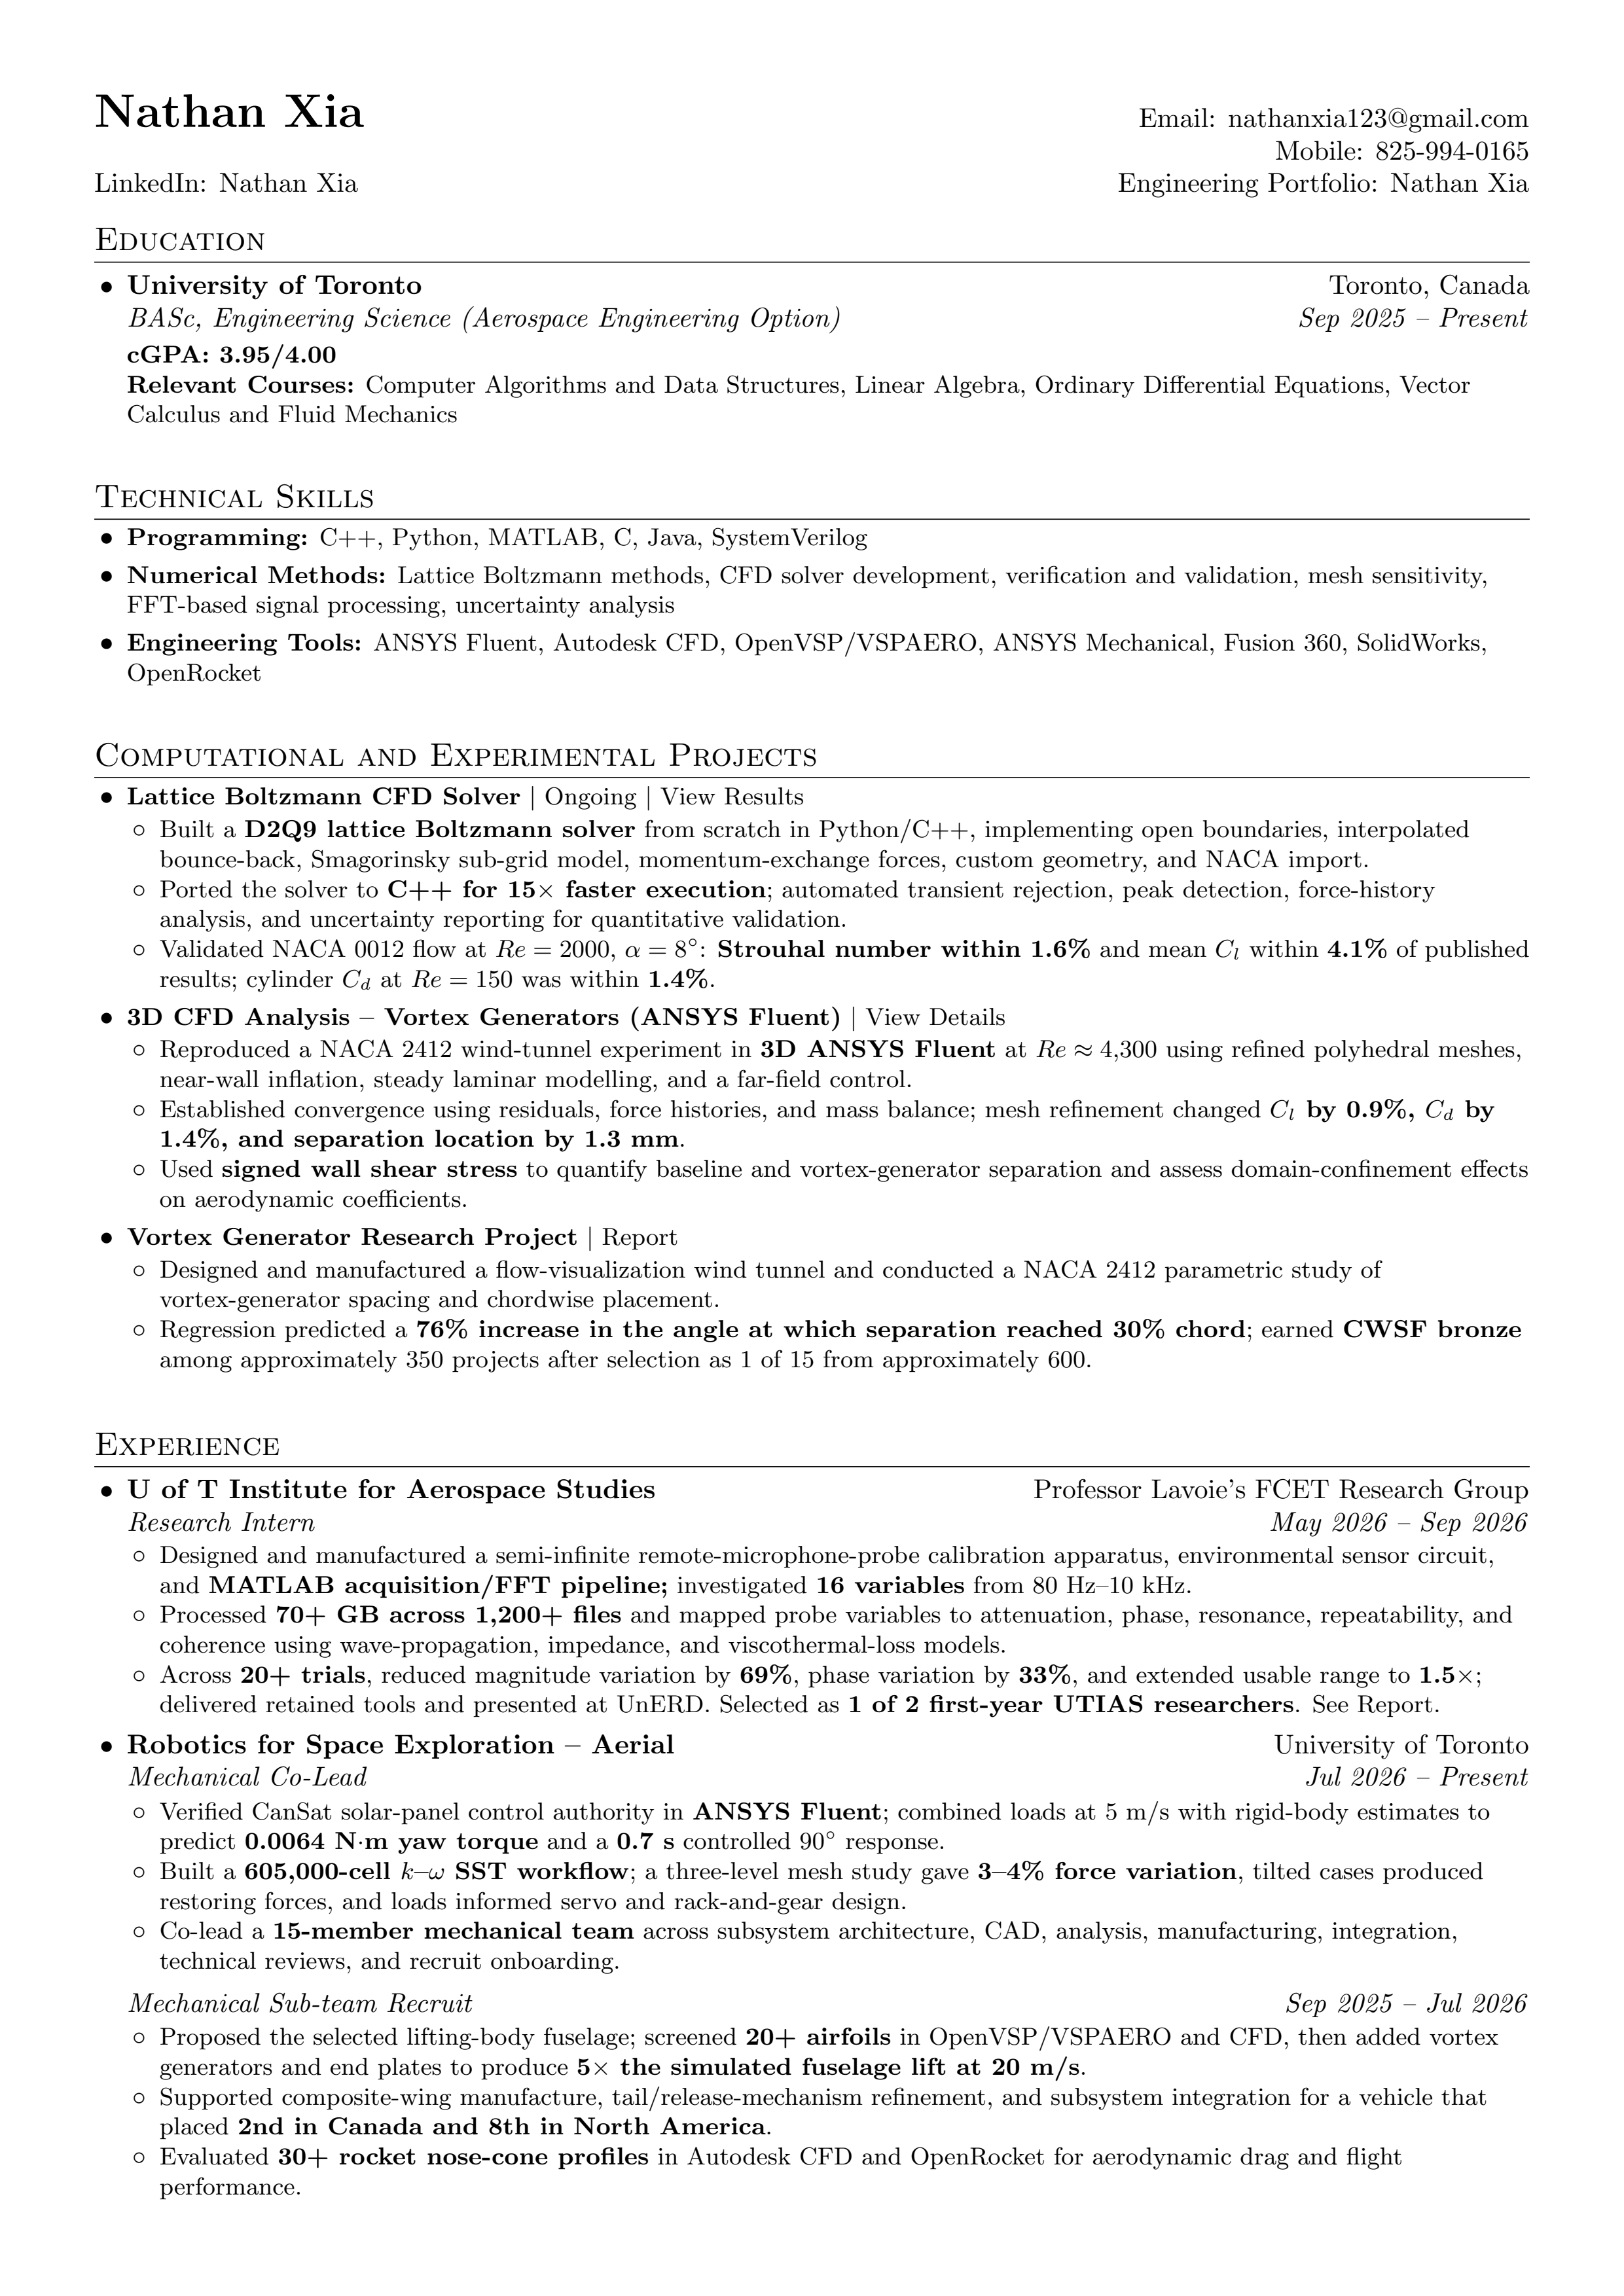 Nathan Xia
Email: nathanxia123@gmail.com
Mobile: 825-994-0165
LinkedIn: Nathan Xia
Engineering Portfolio: Nathan Xia
Education
• University of Toronto Toronto, Canada
BASc, Engineering Science (Aerospace Engineering Option) Sep 2025 – Present
cGPA: 3.95/4.00
Relevant Courses: Computer Algorithms and Data Structures, Linear Algebra, Ordinary Differential Equations, Vector
Calculus and Fluid Mechanics
Technical Skills
• Programming: C++, Python, MATLAB, C, Java, SystemVerilog
• Numerical Methods: Lattice Boltzmann methods, CFD solver development, verification and validation, mesh sensitivity,
FFT-based signal processing, uncertainty analysis
• Engineering Tools: ANSYS Fluent, Autodesk CFD, OpenVSP/VSPAERO, ANSYS Mechanical, Fusion 360, SolidWorks,
OpenRocket
Computational and Experimental Projects
• Lattice Boltzmann CFD Solver | Ongoing | View Results
○ Built a D2Q9 lattice Boltzmann solver from scratch in Python/C++, implementing open boundaries, interpolated
bounce-back, Smagorinsky sub-grid model, momentum-exchange forces, custom geometry, and NACA import.
○ Ported the solver to C++ for 15× faster execution; automated transient rejection, peak detection, force-history
analysis, and uncertainty reporting for quantitative validation.
○ Validated NACA 0012 flow at Re = 2000, α = 8°: Strouhal number within 1.6% and mean Cl within 4.1% of published
results; cylinder Cd at Re = 150 was within 1.4%.
• 3D CFD Analysis – Vortex Generators (ANSYS Fluent) | View Details
○ Reproduced a NACA 2412 wind-tunnel experiment in 3D ANSYS Fluent at Re ≈ 4,300 using refined polyhedral meshes,
near-wall inflation, steady laminar modelling, and a far-field control.
○ Established convergence using residuals, force histories, and mass balance; mesh refinement changed Cl by 0.9%, Cd by
1.4%, and separation location by 1.3 mm.
○ Used signed wall shear stress to quantify baseline and vortex-generator separation and assess domain-confinement effects
on aerodynamic coefficients.
• Vortex Generator Research Project | Report
○ Designed and manufactured a flow-visualization wind tunnel and conducted a NACA 2412 parametric study of
vortex-generator spacing and chordwise placement.
○ Regression predicted a 76% increase in the angle at which separation reached 30% chord; earned CWSF bronze
among approximately 350 projects after selection as 1 of 15 from approximately 600.
Experience
• U of T Institute for Aerospace Studies Professor Lavoie's FCET Research Group
Research Intern May 2026 – Sep 2026
○ Designed and manufactured a semi-infinite remote-microphone-probe calibration apparatus, environmental sensor circuit,
and MATLAB acquisition/FFT pipeline; investigated 16 variables from 80 Hz–10 kHz.
○ Processed 70+ GB across 1,200+ files and mapped probe variables to attenuation, phase, resonance, repeatability, and
coherence using wave-propagation, impedance, and viscothermal-loss models.
○ Across 20+ trials, reduced magnitude variation by 69%, phase variation by 33%, and extended usable range to 1.5×;
delivered retained tools and presented at UnERD. Selected as 1 of 2 first-year UTIAS researchers. See Report.
• Robotics for Space Exploration – Aerial University of Toronto
Mechanical Co-Lead Jul 2026 – Present
○ Verified CanSat solar-panel control authority in ANSYS Fluent; combined loads at 5 m/s with rigid-body estimates to
predict 0.0064 N·m yaw torque and a 0.7 s controlled 90° response.
○ Built a 605,000-cell k–ω SST workflow; a three-level mesh study gave 3–4% force variation, tilted cases produced
restoring forces, and loads informed servo and rack-and-gear design.
○ Co-lead a 15-member mechanical team across subsystem architecture, CAD, analysis, manufacturing, integration,
technical reviews, and recruit onboarding.
Mechanical Sub-team Recruit Sep 2025 – Jul 2026
○ Proposed the selected lifting-body fuselage; screened 20+ airfoils in OpenVSP/VSPAERO and CFD, then added vortex
generators and end plates to produce 5× the simulated fuselage lift at 20 m/s.
○ Supported composite-wing manufacture, tail/release-mechanism refinement, and subsystem integration for a vehicle that
placed 2nd in Canada and 8th in North America.
○ Evaluated 30+ rocket nose-cone profiles in Autodesk CFD and OpenRocket for aerodynamic drag and flight
performance.